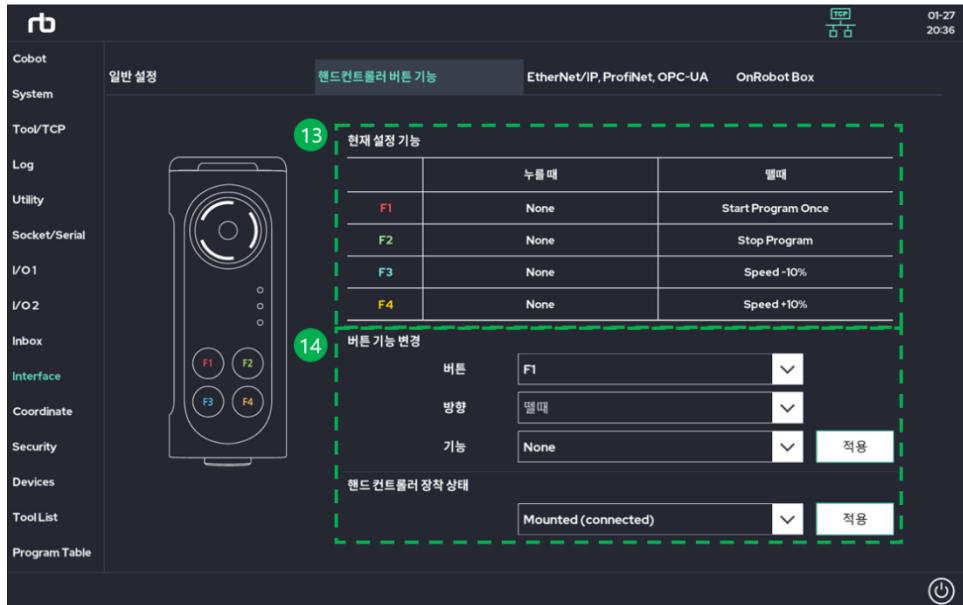 rb
TCP
01-27
20:36
Cobot
System
Tool/TCP
Log
Utility
Socket/Serial
I/O 1
I/O 2
Inbox
Interface
Coordinate
Security
Devices
Tool List
Program Table
일반 설정 핸드컨트롤러 버튼 기능 EtherNet/IP, ProfiNet, OPC-UA OnRobot Box
F1 F2
F3 F4
13
현재 설정 기능
누를 때 뗄때
F1 None Start Program Once
F2 None Stop Program
F3 None Speed -10%
F4 None Speed +10%
14
버튼 기능 변경
버튼 F1
방향 뗄때
기능 None 적용
핸드 컨트롤러 장착 상태
Mounted (connected) 적용